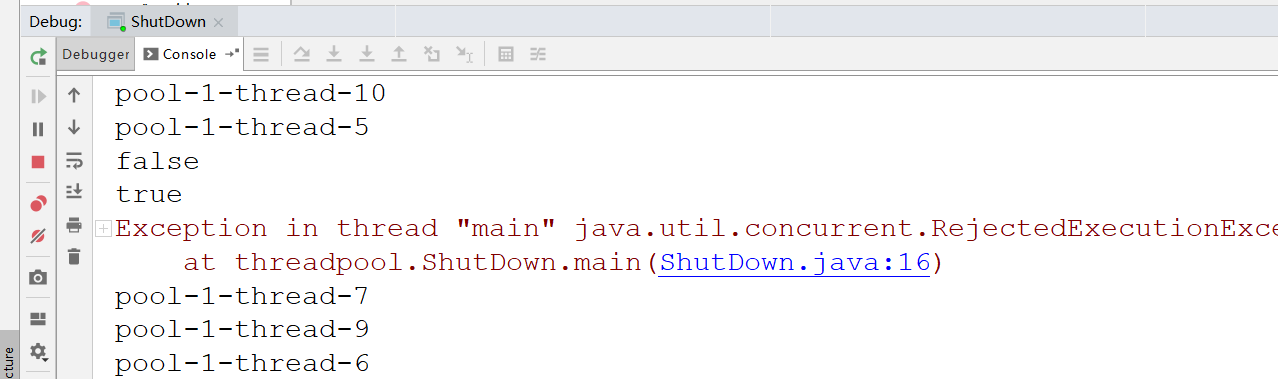 Debug: ShutDown
Debugger Console
pool-1-thread-10
pool-1-thread-5
false
true
Exception in thread "main" java.util.concurrent.RejectedExecutionExce
at threadpool.ShutDown.main(ShutDown.java:16)
pool-1-thread-7
pool-1-thread-9
pool-1-thread-6
cture